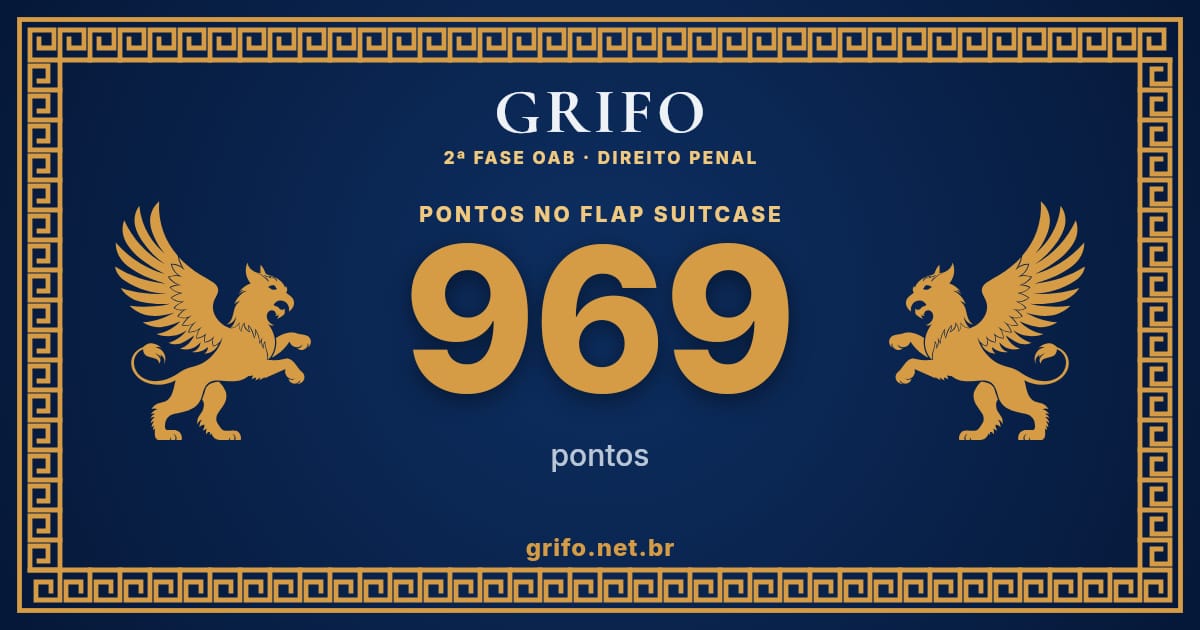 GRIFO
2ª FASE OAB · DIREITO PENAL
PONTOS NO FLAP SUITCASE
969
pontos
grifo.net.br